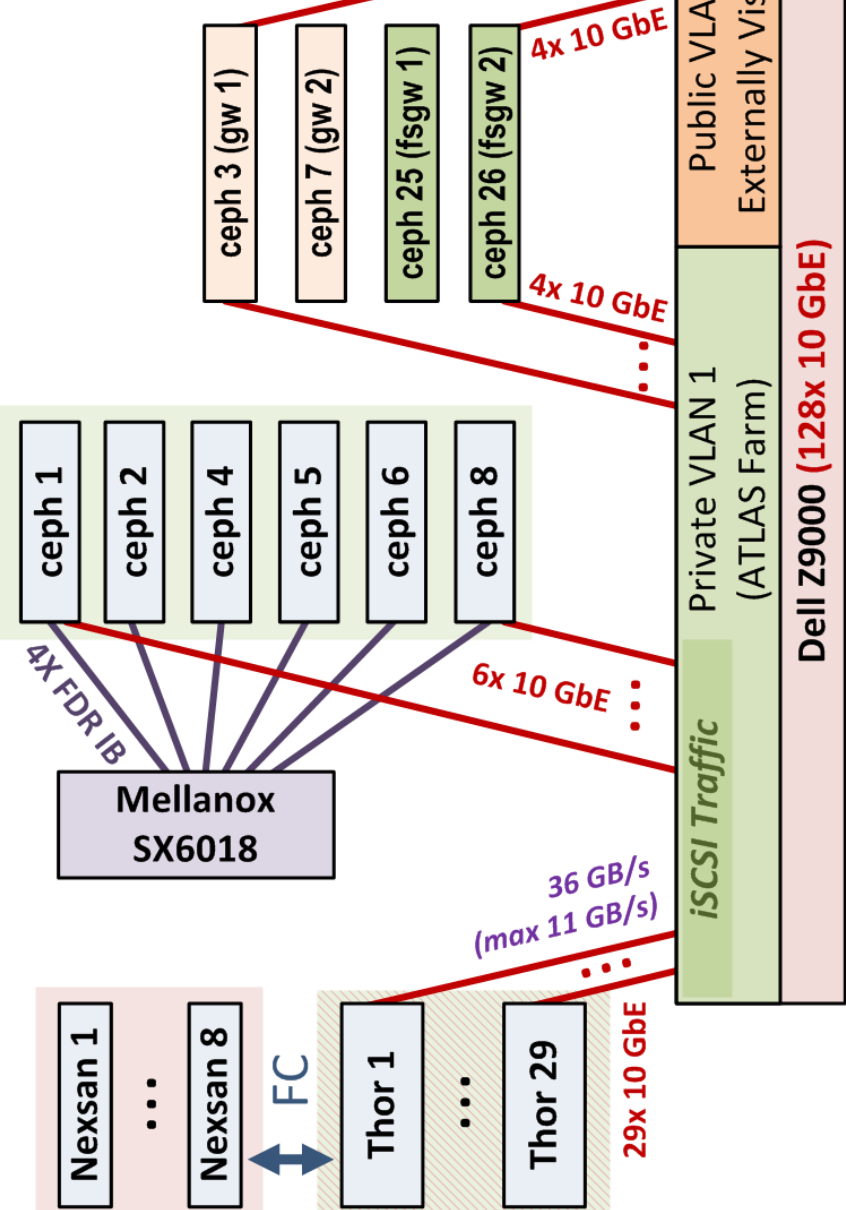 4x 10 GbE
ceph 3 (gw 1)
ceph 7 (gw 2)
ceph 25 (fsgw 1)
ceph 26 (fsgw 2)
4x 10 GbE
Public VLA
Externally Vis
ceph 1
ceph 2
ceph 4
ceph 5
ceph 6
ceph 8
4X FDR IB
6x 10 GbE
Mellanox
SX6018
Private VLAN 1
(ATLAS Farm)
Dell Z9000 (128x 10 GbE)
iSCSI Traffic
36 GB/s
(max 11 GB/s)
Nexsan 1
...
Nexsan 8
FC
Thor 1
...
Thor 29
29x 10 GbE